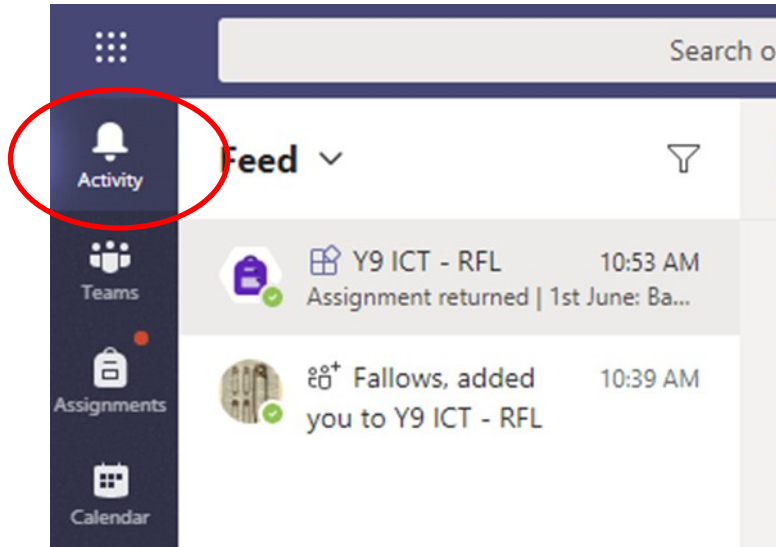 Search o
Activity
Feed
Teams
Y9 ICT - RFL 10:53 AM
Assignment returned | 1st June: Ba...
Assignments
Fallows, added 10:39 AM
you to Y9 ICT - RFL
Calendar